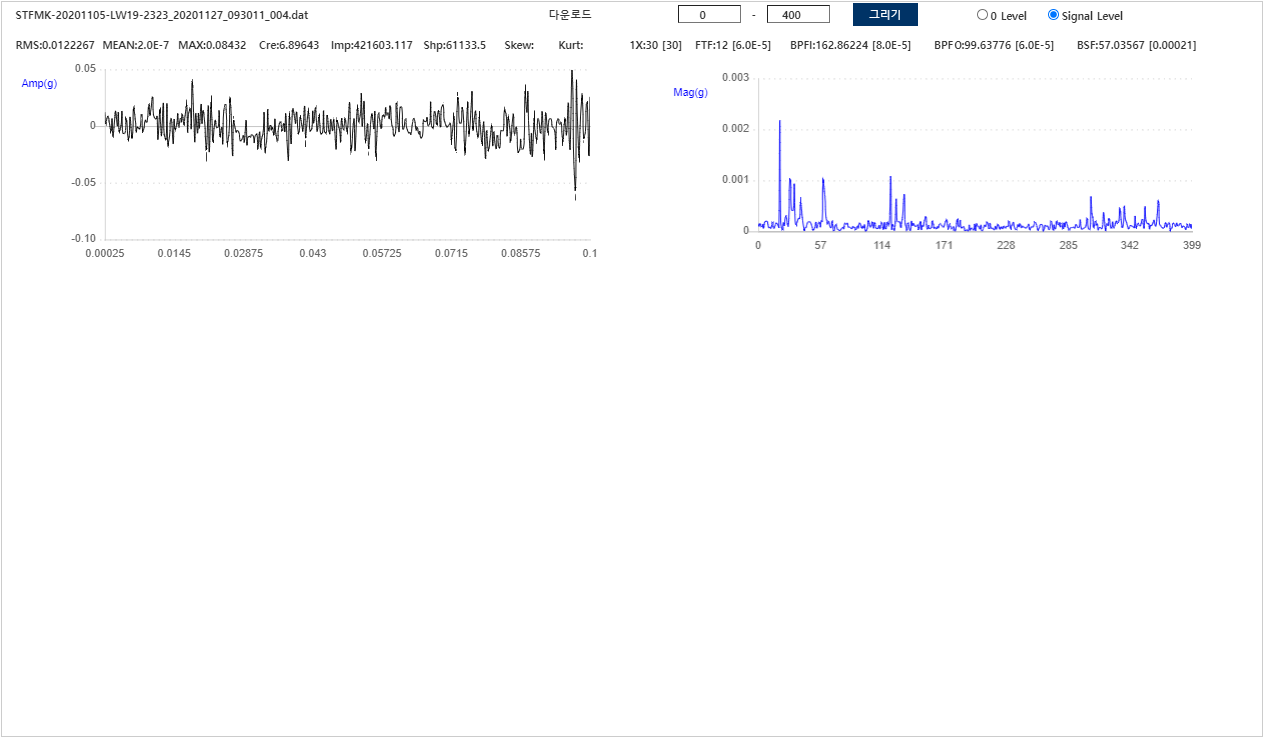 STFMK-20201105-LW19-2323_20201127_093011_004.dat 다운로드 0 - 400 그리기 0 Level Signal Level
RMS:0.0122267 MEAN:2.0E-7 MAX:0.08432 Cre:6.89643 Imp:421603.117 Shp:61133.5 Skew: Kurt: 1X:30 [30] FTF:12 [6.0E-5] BPFI:162.86224 [8.0E-5] BPFO:99.63776 [6.0E-5] BSF:57.03567 [0.00021]
Amp(g)
0.05
0
-0.05
-0.10
0.00025 0.0145 0.02875 0.043 0.05725 0.0715 0.08575 0.1
Mag(g)
0.003
0.002
0.001
0
0 57 114 171 228 285 342 399